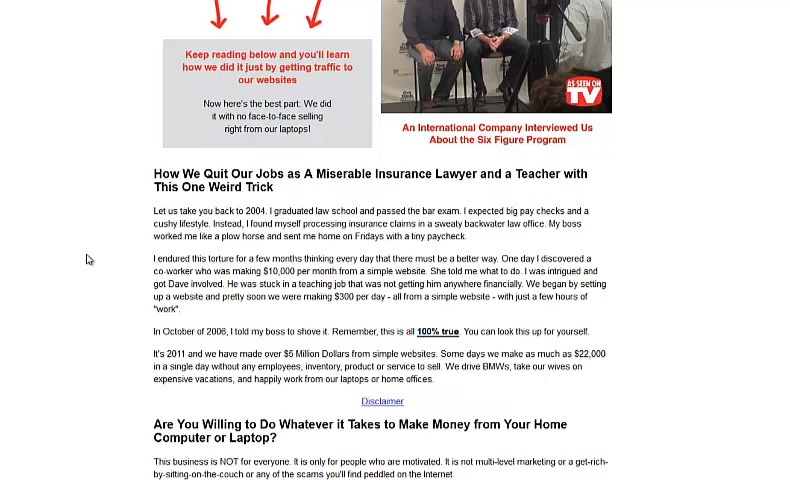 Keep reading below and you'll learn
how we did it just by getting traffic to
our websites
Now here's the best part: We did
it with no face-to-face selling
right from our laptops!
AS SEEN ON
TV
An International Company Interviewed Us
About the Six Figure Program
How We Quit Our Jobs as A Miserable Insurance Lawyer and a Teacher with
This One Weird Trick
Let us take you back to 2004. I graduated law school and passed the bar exam. I expected big pay checks and a
cushy lifestyle. Instead, I found myself processing insurance claims in a sweaty backwater law office. My boss
worked me like a plow horse and sent me home on Fridays with a tiny paycheck.
I endured this torture for a few months thinking every day that there must be a better way. One day I discovered a
co-worker who was making $10,000 per month from a simple website. She told me what to do. I was intrigued and
got Dave involved. He was stuck in a teaching job that was not getting him anywhere financially. We began by setting
up a website and pretty soon we were making $300 per day - all from a simple website - with just a few hours of
"work".
In October of 2006, I told my boss to shove it. Remember, this is all 100% true. You can look this up for yourself.
It's 2011 and we have made over $5 Million Dollars from simple websites. Some days we make as much as $22,000
in a single day without any employees, inventory, product or service to sell. We drive BMWs, take our wives on
expensive vacations, and happily work from our laptops or home offices.
Disclaimer
Are You Willing to Do Whatever it Takes to Make Money from Your Home
Computer or Laptop?
This business is NOT for everyone. It is only for people who are motivated. It is not multi-level marketing or a get-rich-
by-sitting-on-the-couch or any of the scams you'll find peddled on the Internet.